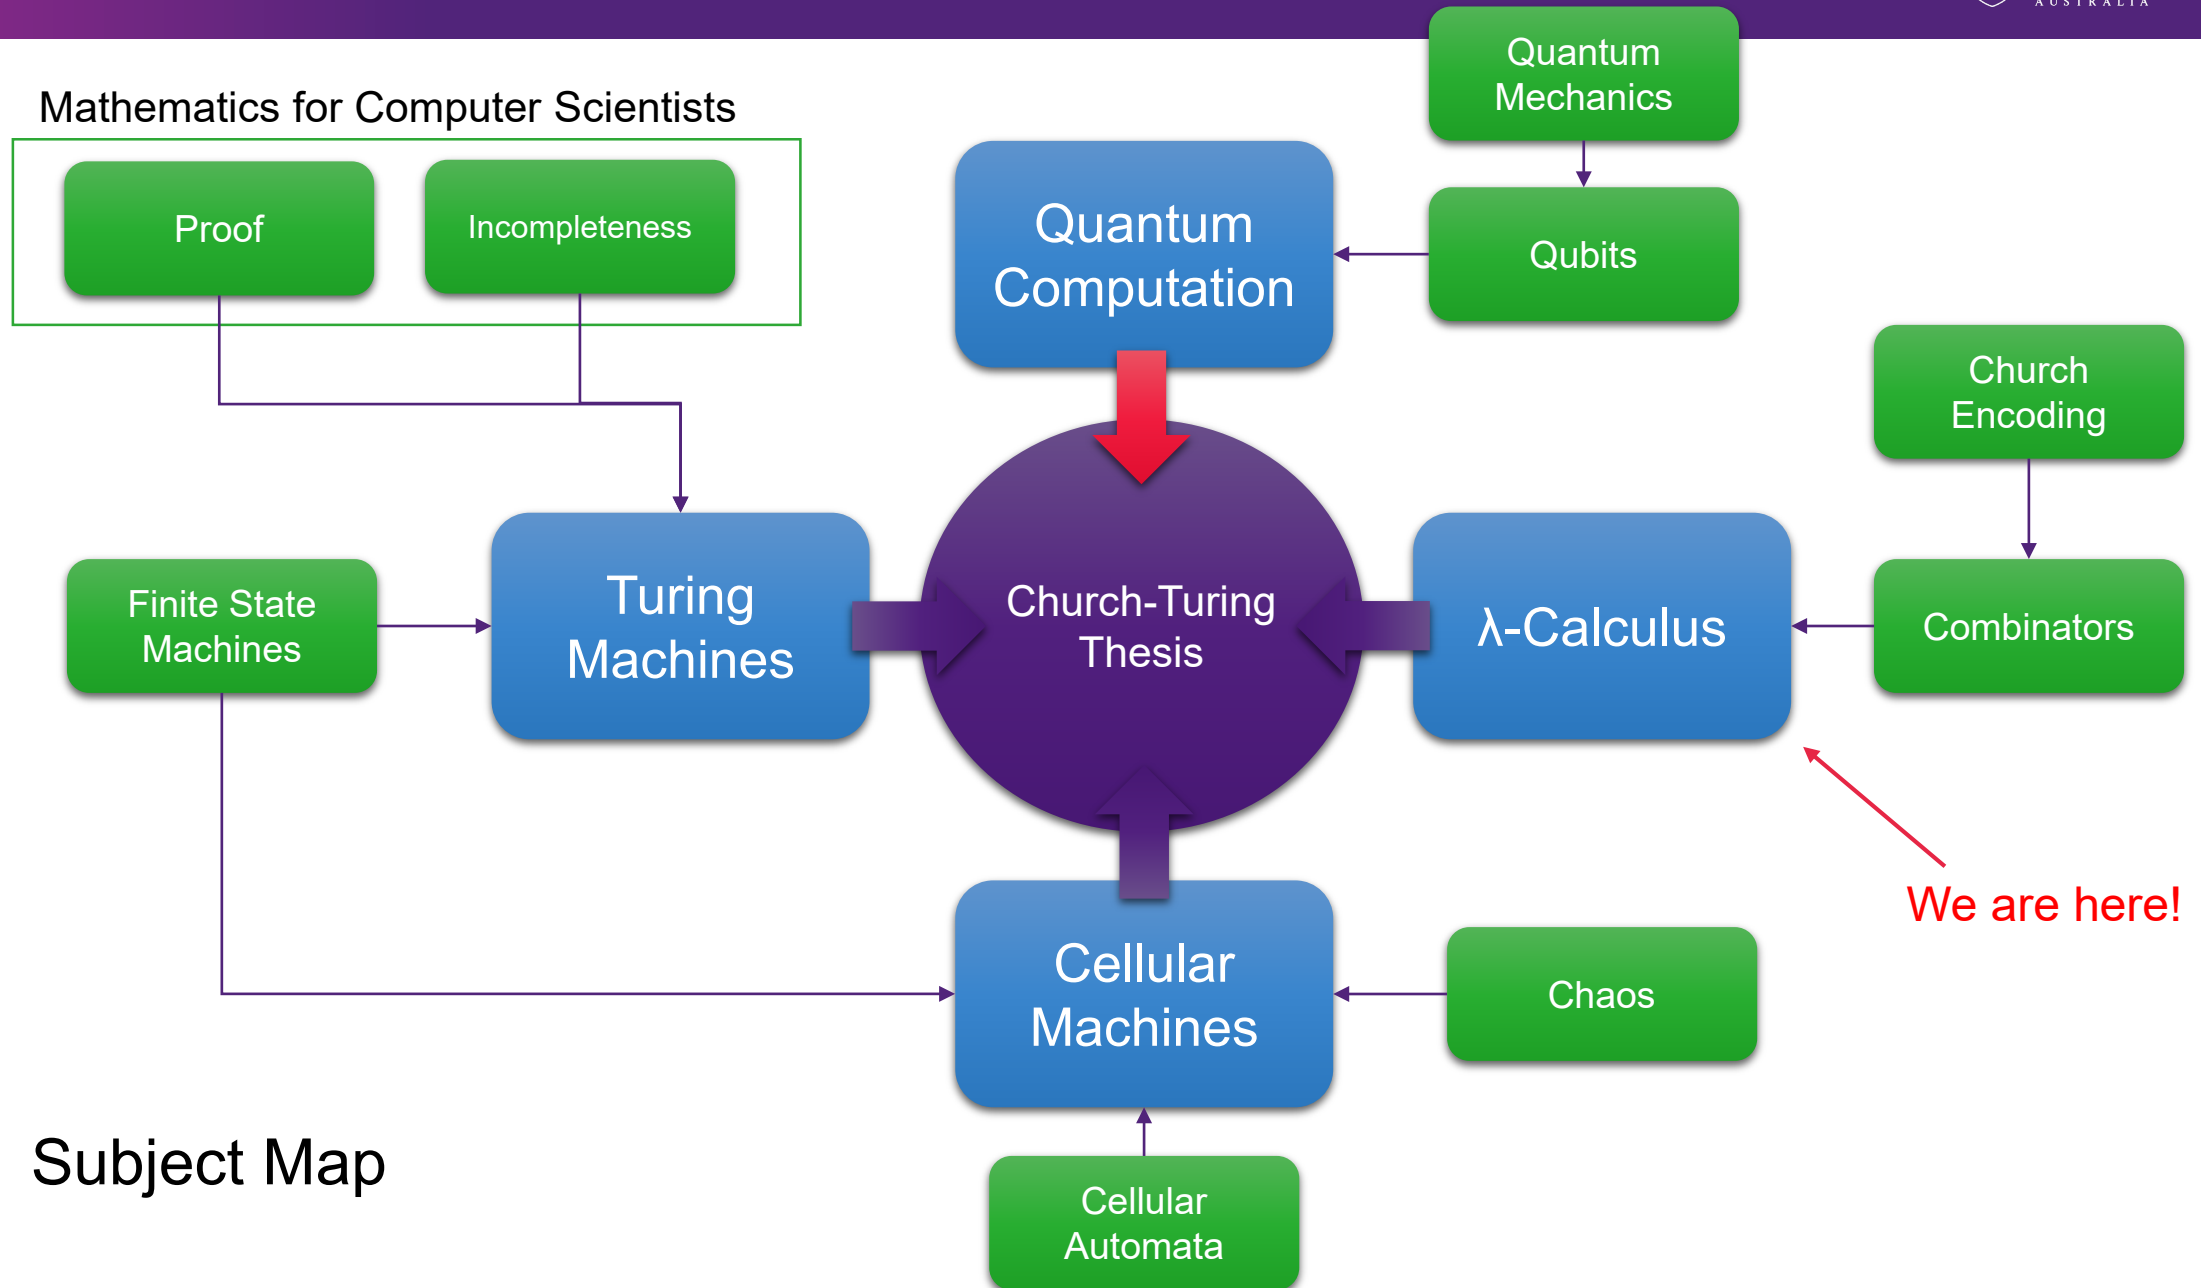 AUSTRALIA
Quantum
Mechanics
Mathematics for Computer Scientists
Proof
Incompleteness
Quantum
Computation
Qubits
Church
Encoding
Finite State
Machines
Turing
Machines
Church-Turing
Thesis
λ-Calculus
Combinators
We are here!
Cellular
Machines
Chaos
Subject Map
Cellular
Automata